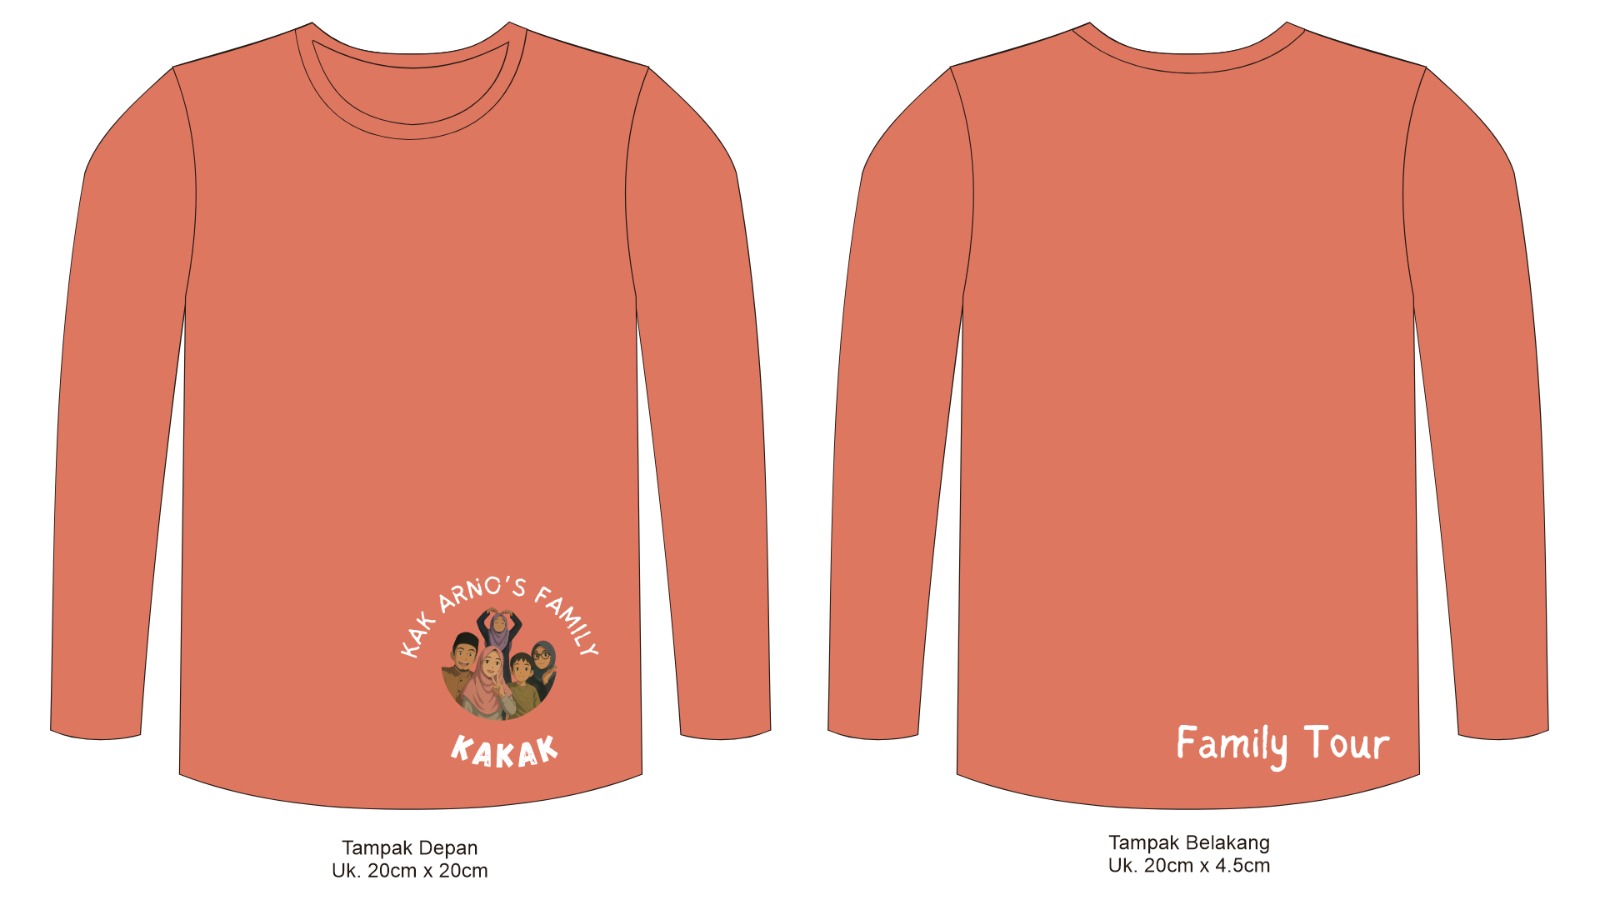 KAK ARNO'S FAMILY
KAKAK
Tampak Depan
Uk. 20cm x 20cm
Family Tour
Tampak Belakang
Uk. 20cm x 4.5cm